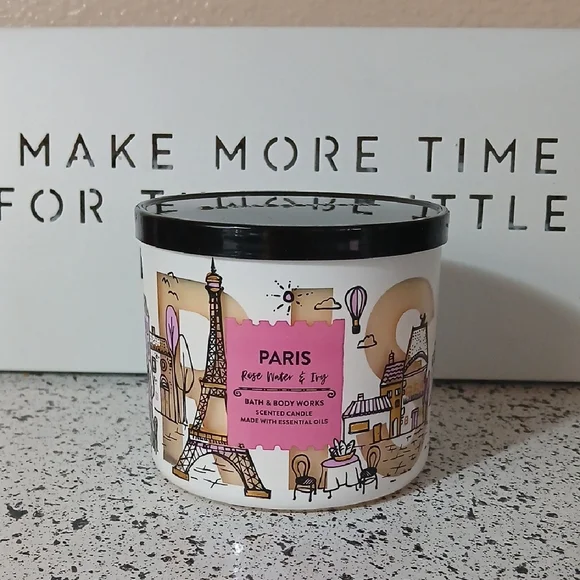 MAKE MORE TIME
FOR
PARIS
Rose Water & Ivy
BATH & BODY WORKS
SCENTED CANDLE
MADE WITH ESSENTIAL OILS